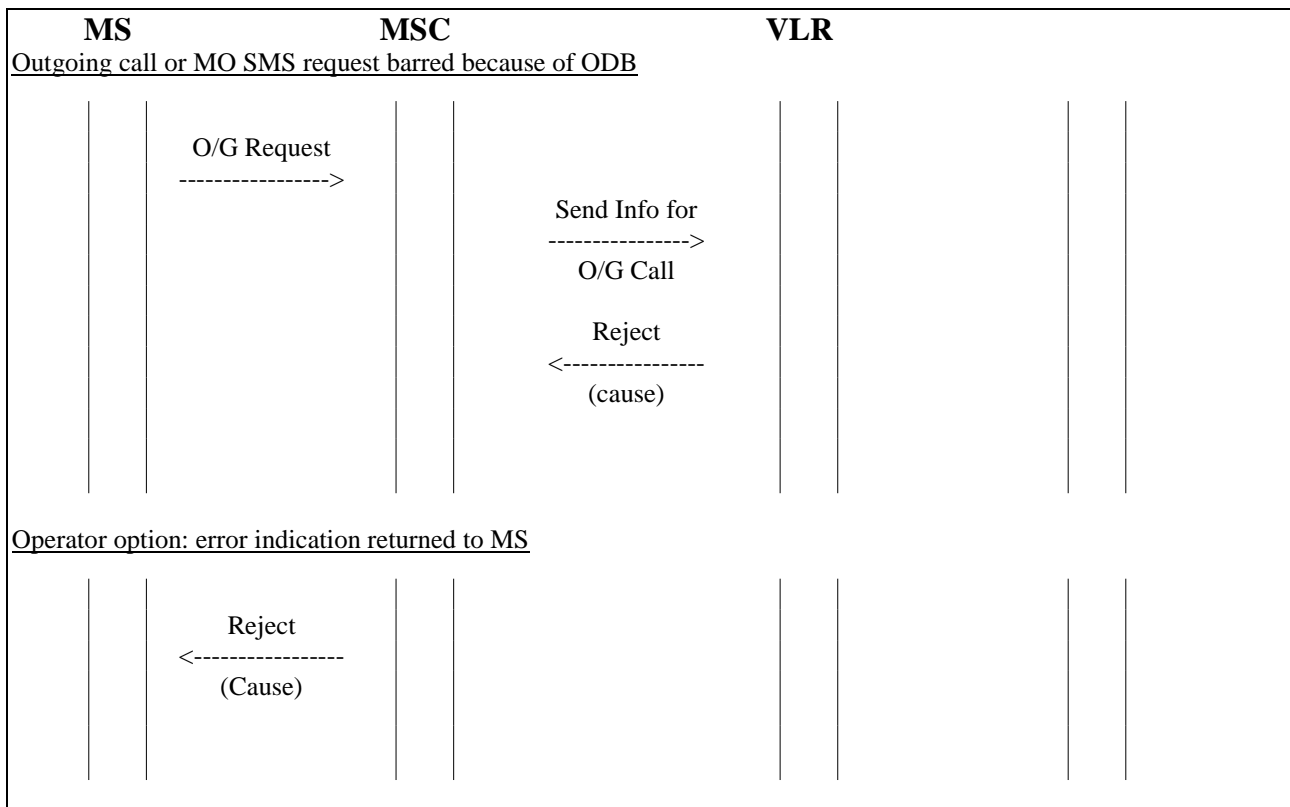 MS MSC VLR
Outgoing call or MO SMS request barred because of ODB
O/G Request
----------------->
Send Info for
---------------->
O/G Call
Reject
<----------------
(cause)
Operator option: error indication returned to MS
Reject
<-----------------
(Cause)